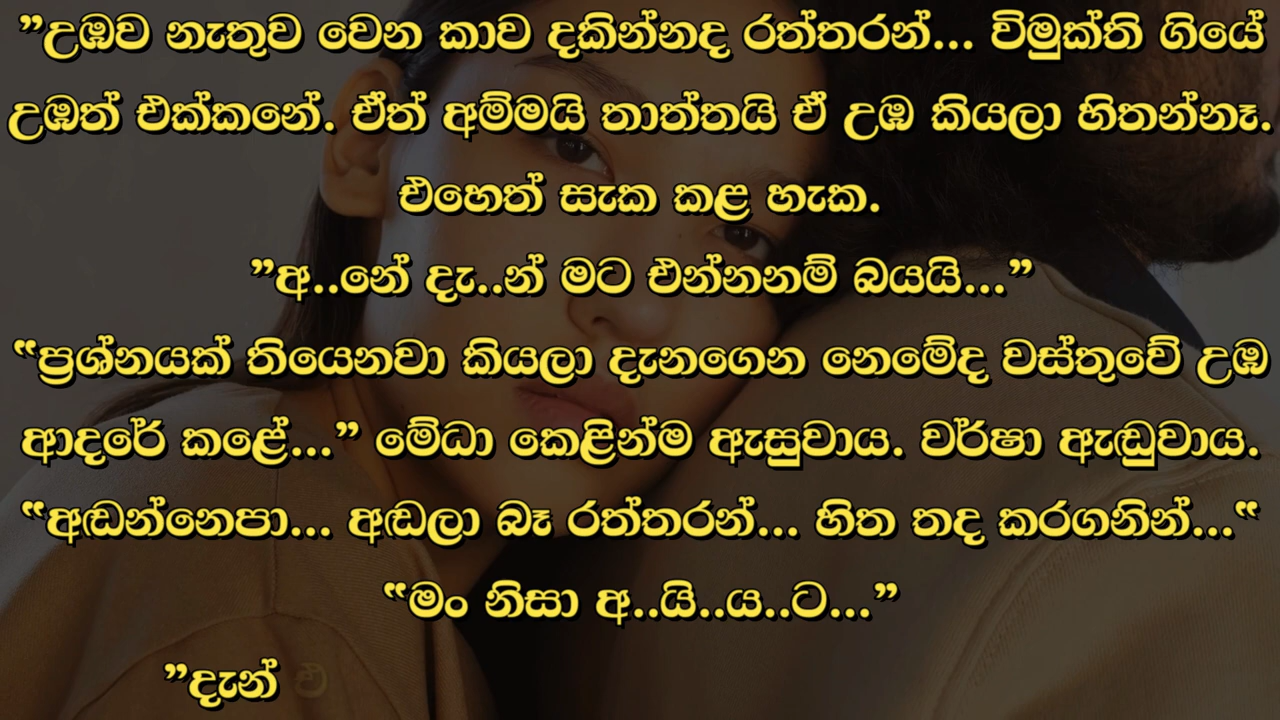 ”උඹව නැතුව වෙන කාව දකින්නද රත්තරන්... විමුක්ති ගියේ
උඹත් එක්කනේ. ඒත් අම්මයි තාත්තයි ඒ උඹ කියලා හිතන්නෑ.
එහෙත් සැක කළ හැක.
”අ..නේ දැ..න් මට එන්නනම් බයයි...”
“ප්‍රශ්නයක් තියෙනවා කියලා දැනගෙන නෙමේද වස්තුවේ උඹ
ආදරේ කළේ...” මේධා කෙළින්ම ඇසුවාය. වර්ෂා ඇඬුවාය.
“අඬන්නෙපා... අඬලා බෑ රත්තරන්... හිත තද කරගනින්...“
“මං නිසා අ..යි..ය..ට...”
”දැන් එ